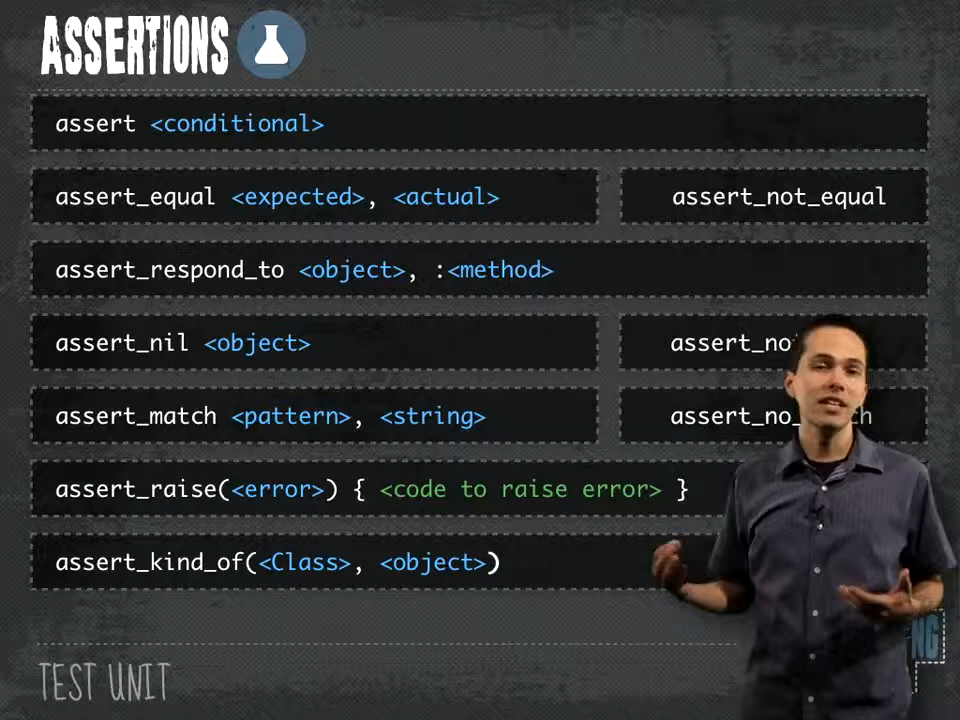 ASSERTIONS
assert <conditional>
assert_equal <expected>, <actual>
assert_not_equal
assert_respond_to <object>, :<method>
assert_nil <object>
assert_match <pattern>, <string>
assert_raise(<error>) { <code to raise error> }
assert_kind_of(<Class>, <object>)
TEST UNIT